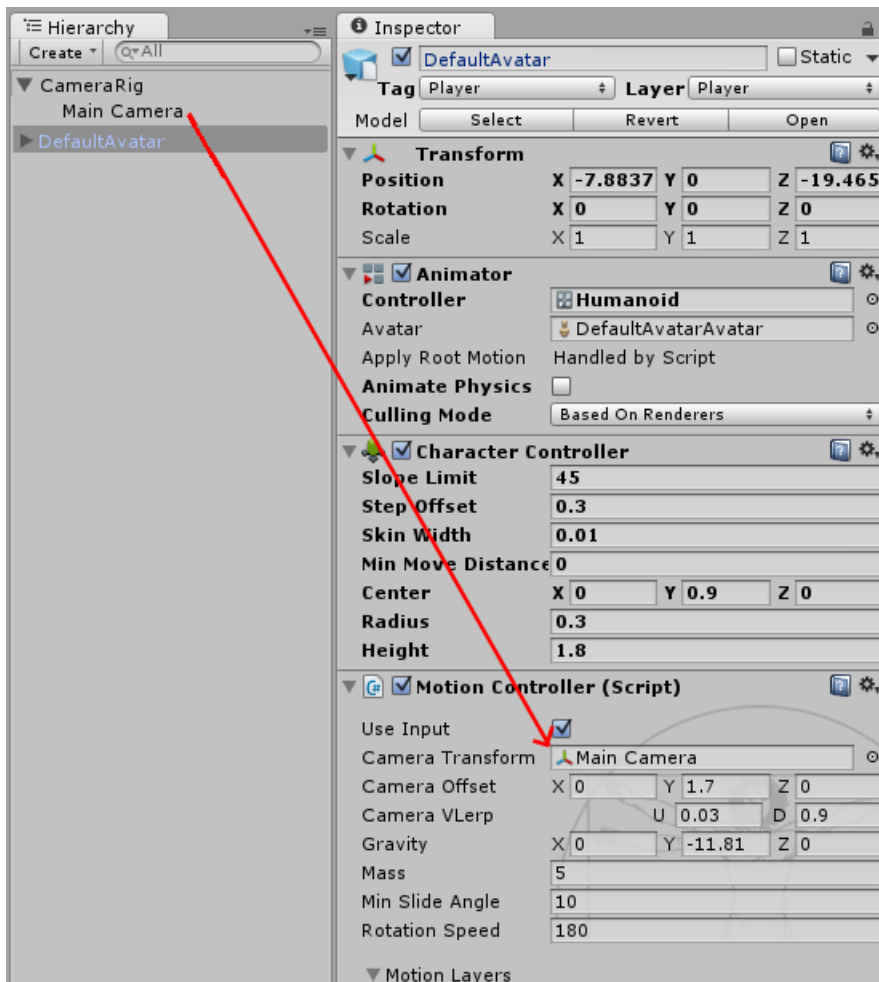 Hierarchy
Create All
CameraRig
Main Camera
DefaultAvatar
Inspector
DefaultAvatar Static
Tag Player Layer Player
Model Select Revert Open
Transform
Position X -7.8837 Y 0 Z -19.465
Rotation X 0 Y 0 Z 0
Scale X 1 Y 1 Z 1
Animator
Controller Humanoid
Avatar DefaultAvatarAvatar
Apply Root Motion Handled by Script
Animate Physics
Culling Mode Based On Renderers
Character Controller
Slope Limit 45
Step Offset 0.3
Skin Width 0.01
Min Move Distance 0
Center X 0 Y 0.9 Z 0
Radius 0.3
Height 1.8
Motion Controller (Script)
Use Input
Camera Transform Main Camera
Camera Offset X 0 Y 1.7 Z 0
Camera VLerp U 0.03 D 0.9
Gravity X 0 Y -11.81 Z 0
Mass 5
Min Slide Angle 10
Rotation Speed 180
Motion Layers